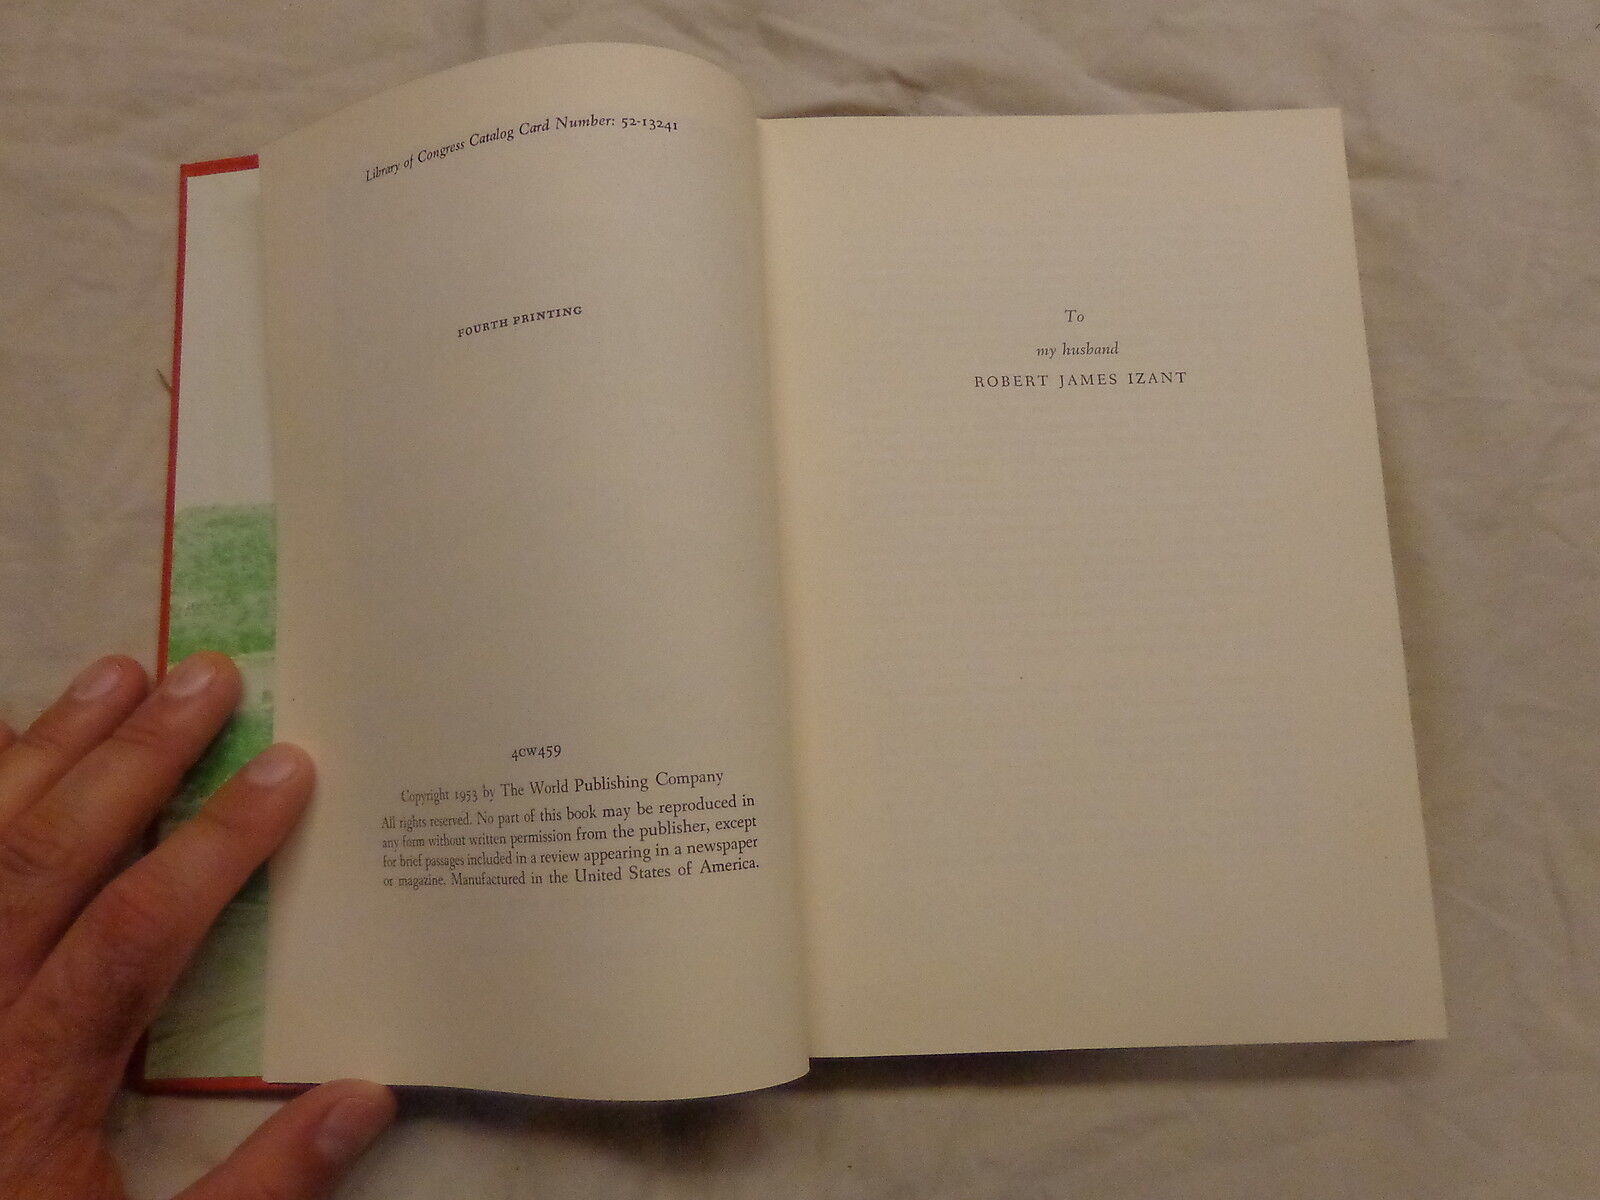 Library of Congress Catalog Card Number: 52-13241
FOURTH PRINTING
4CW459
Copyright 1953 by The World Publishing Company
All rights reserved. No part of this book may be reproduced in
any form without written permission from the publisher, except
for brief passages included in a review appearing in a newspaper
or magazine. Manufactured in the United States of America.
To
my husband
ROBERT JAMES IZANT